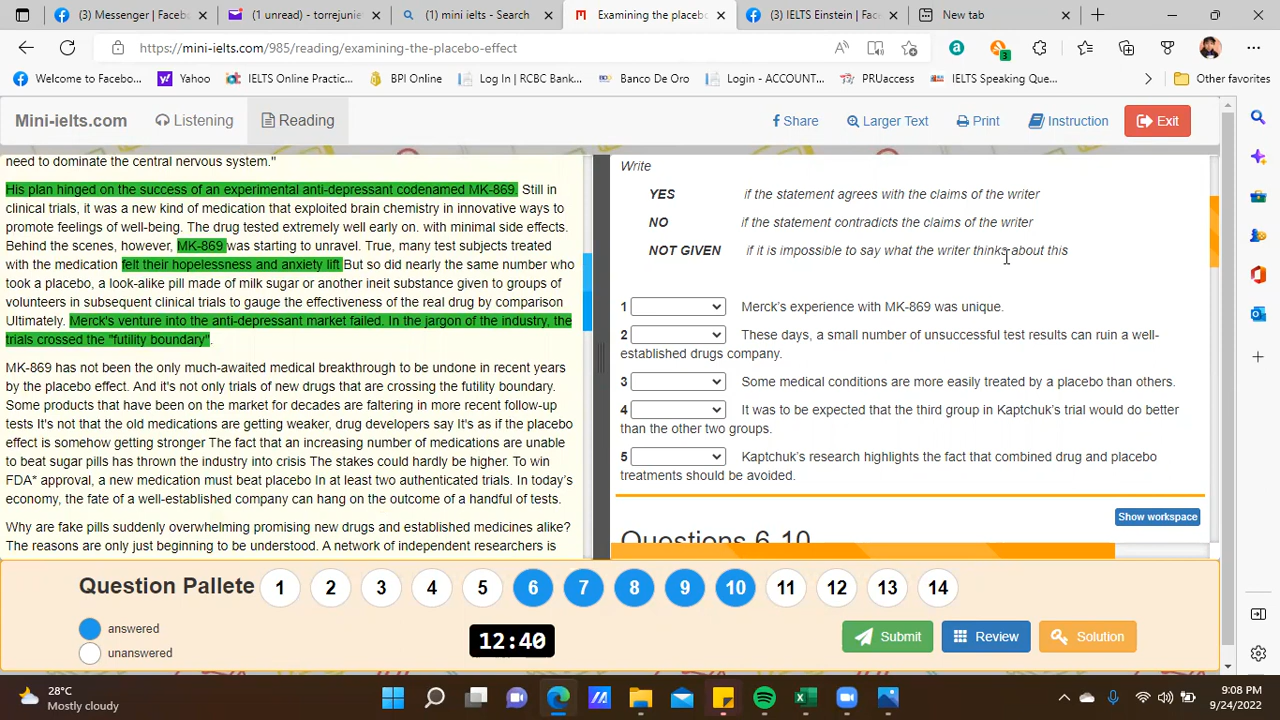 (3) Messenger | Faceb
(1 unread) - torrejunie
(1) mini ielts - Search
Examining the placebo
(3) IELTS Einstein | Fac
New tab
https://mini-ielts.com/985/reading/examining-the-placebo-effect
Welcome to Facebo...
Yahoo
IELTS Online Practic...
BPI Online
Log In | RCBC Bank...
Banco De Oro
Login - ACCOUNT...
PRUaccess
IELTS Speaking Que...
Other favorites
Mini-ielts.com
Listening
Reading
Share
Larger Text
Print
Instruction
Exit
need to dominate the central nervous system."
His plan hinged on the success of an experimental anti-depressant codenamed MK-869. Still in
clinical trials, it was a new kind of medication that exploited brain chemistry in innovative ways to
promote feelings of well-being. The drug tested extremely well early on. with minimal side effects.
Behind the scenes, however, MK-869 was starting to unravel. True, many test subjects treated
with the medication felt their hopelessness and anxiety lift But so did nearly the same number who
took a placebo, a look-alike pill made of milk sugar or another ineit substance given to groups of
volunteers in subsequent clinical trials to gauge the effectiveness of the real drug by comparison
Ultimately. Merck's venture into the anti-depressant market failed. In the jargon of the industry, the
trials crossed the "futility boundary".
MK-869 has not been the only much-awaited medical breakthrough to be undone in recent years
by the placebo effect. And it's not only trials of new drugs that are crossing the futility boundary.
Some products that have been on the market for decades are faltering in more recent follow-up
tests It's not that the old medications are getting weaker, drug developers say It's as if the placebo
effect is somehow getting stronger The fact that an increasing number of medications are unable
to beat sugar pills has thrown the industry into crisis The stakes could hardly be higher. To win
FDA* approval, a new medication must beat placebo In at least two authenticated trials. In today's
economy, the fate of a well-established company can hang on the outcome of a handful of tests.
Why are fake pills suddenly overwhelming promising new drugs and established medicines alike?
The reasons are only just beginning to be understood. A network of independent researchers is
Write
YES if the statement agrees with the claims of the writer
NO if the statement contradicts the claims of the writer
NOT GIVEN if it is impossible to say what the writer thinks about this
1 Merck's experience with MK-869 was unique.
2 These days, a small number of unsuccessful test results can ruin a well-
established drugs company.
3 Some medical conditions are more easily treated by a placebo than others.
4 It was to be expected that the third group in Kaptchuk's trial would do better
than the other two groups.
5 Kaptchuk's research highlights the fact that combined drug and placebo
treatments should be avoided.
Show workspace
Questions 6-10
Question Pallete 1 2 3 4 5 6 7 8 9 10 11 12 13 14
answered
unanswered
12:40
Submit
Review
Solution
28°C
Mostly cloudy
9:08 PM
9/24/2022